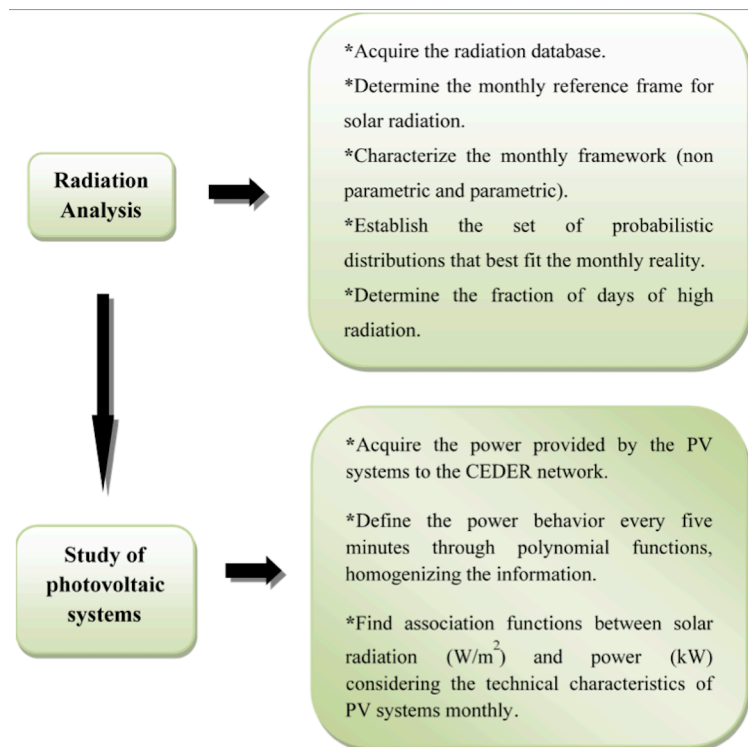 *Acquire the radiation database.
*Determine the monthly reference frame for
solar radiation.
*Characterize the monthly framework (non
parametric and parametric).
*Establish the set of probabilistic
distributions that best fit the monthly reality.
*Determine the fraction of days of high
radiation.
Radiation
Analysis
*Acquire the power provided by the PV
systems to the CEDER network.
*Define the power behavior every five
minutes through polynomial functions,
homogenizing the information.
*Find association functions between solar
radiation (W/m²) and power (kW)
considering the technical characteristics of
PV systems monthly.
Study of
photovoltaic
systems